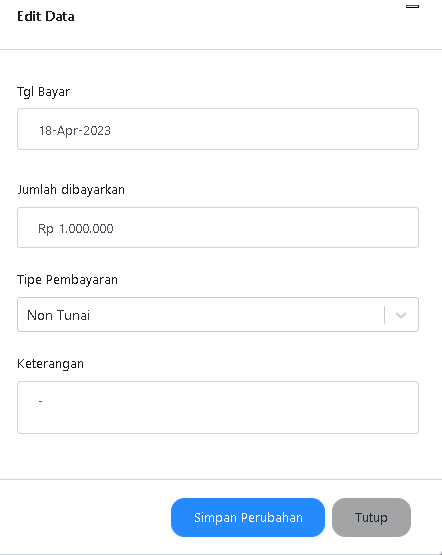 Edit Data
Tgl Bayar
18-Apr-2023
Jumlah dibayarkan
Rp 1.000.000
Tipe Pembayaran
Non Tunai
Keterangan
-
Simpan Perubahan
Tutup